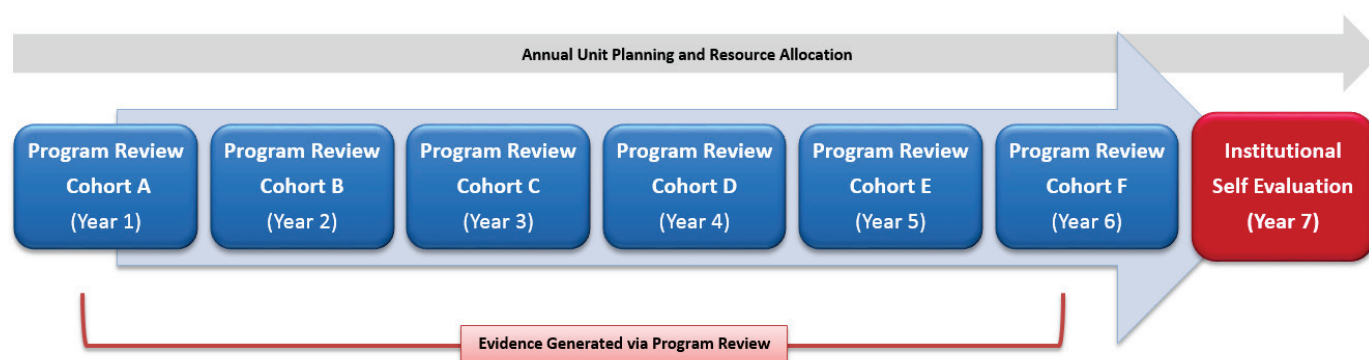 Annual Unit Planning and Resource Allocation
Program Review
Cohort A
(Year 1)
Program Review
Cohort B
(Year 2)
Program Review
Cohort C
(Year 3)
Program Review
Cohort D
(Year 4)
Program Review
Cohort E
(Year 5)
Program Review
Cohort F
(Year 6)
Institutional
Self Evaluation
(Year 7)
Evidence Generated via Program Review